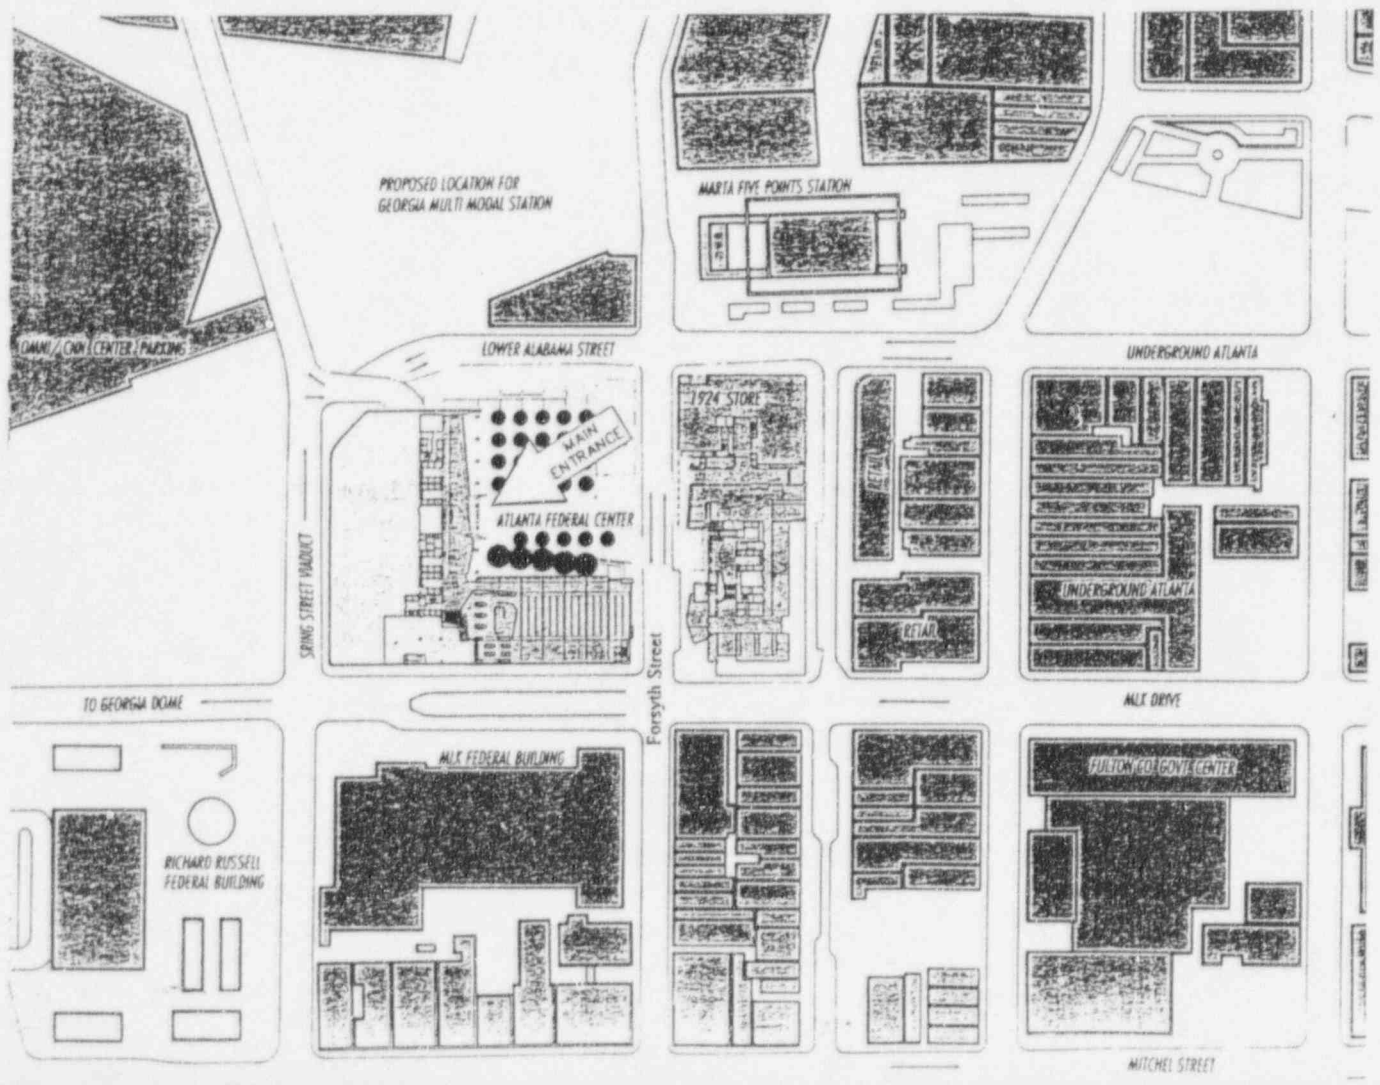 PROPOSED LOCATION FOR
GEORGIA MULTI MODAL STATION
MARTA FIVE POINTS STATION
OMNI/ CNN CENTER PARKING
LOWER ALABAMA STREET
UNDERGROUND ATLANTA
1924 STORE
MAIN
ENTRANCE
RETAIL
ATLANTA FEDERAL CENTER
SRING STREET VIADUCT
UNDERGROUND ATLANTA
RETAIL
Forsyth Street
TO GEORGIA DOME
MLK DRIVE
MLK FEDERAL BUILDING
FULTON CO GOVT CENTER
RICHARD RUSSELL
FEDERAL BUILDING
MITCHEL STREET